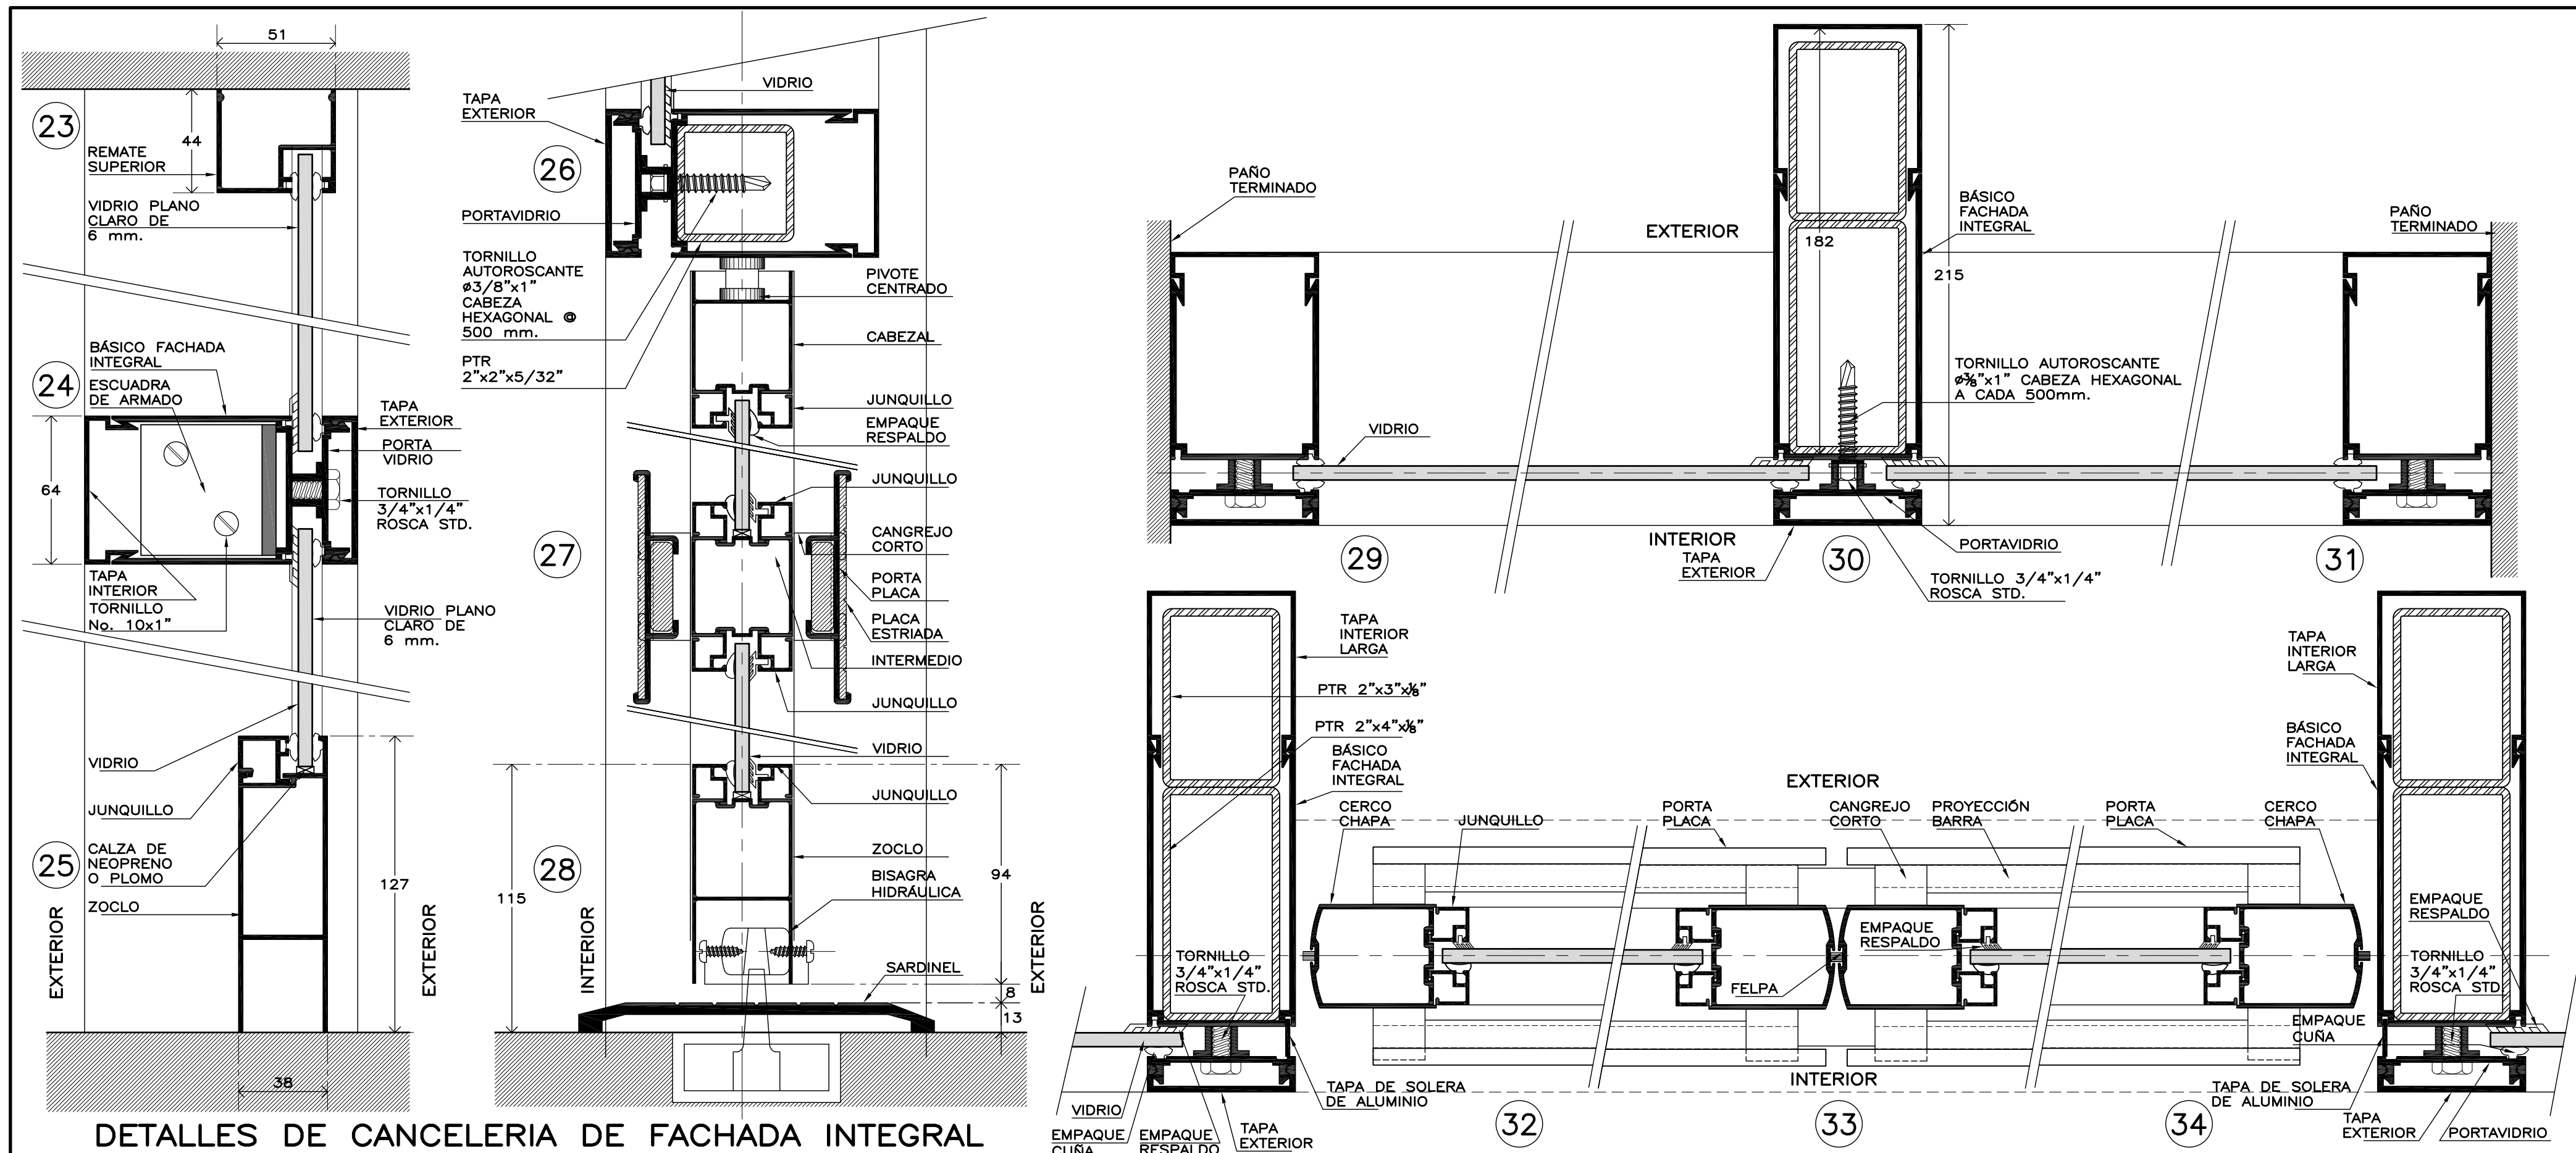 51
23
44
REMATE
SUPERIOR
VIDRIO PLANO
CLARO DE
6 mm.
BÁSICO FACHADA
INTEGRAL
24
ESCUADRA
DE ARMADO
TAPA
EXTERIOR
PORTA
VIDRIO
64
TORNILLO
3/4"x1/4"
ROSCA STD.
TAPA
INTERIOR
TORNILLO
No. 10x1"
VIDRIO PLANO
CLARO DE
6 mm.
VIDRIO
JUNQUILLO
25
CALZA DE
NEOPRENO
O PLOMO
127
ZOCLO
EXTERIOR
EXTERIOR
38
DETALLES DE CANCELERIA DE FACHADA INTEGRAL
VIDRIO
TAPA
EXTERIOR
26
PORTAVIDRIO
TORNILLO
AUTOROSCANTE
ø3/8"x1"
CABEZA
HEXAGONAL @
500 mm.
PTR
2"x2"x5/32"
PIVOTE
CENTRADO
CABEZAL
JUNQUILLO
EMPAQUE
RESPALDO
JUNQUILLO
27
CANGREJO
CORTO
PORTA
PLACA
PLACA
ESTRIADA
INTERMEDIO
JUNQUILLO
VIDRIO
JUNQUILLO
28
ZOCLO
BISAGRA
HIDRÁULICA
115
94
INTERIOR
EXTERIOR
SARDINEL
8
13
PAÑO
TERMINADO
EXTERIOR
182
BÁSICO
FACHADA
INTEGRAL
215
PAÑO
TERMINADO
TORNILLO AUTOROSCANTE
ø3/8"x1" CABEZA HEXAGONAL
A CADA 500mm.
VIDRIO
29
INTERIOR
TAPA
EXTERIOR
30
PORTAVIDRIO
TORNILLO 3/4"x1/4"
ROSCA STD.
31
TAPA
INTERIOR
LARGA
PTR 2"x3"x1/8"
PTR 2"x4"x1/8"
BÁSICO
FACHADA
INTEGRAL
CERCO
CHAPA
JUNQUILLO
EXTERIOR
PORTA
PLACA
CANGREJO
CORTO
PROYECCIÓN
BARRA
PORTA
PLACA
CERCO
CHAPA
TAPA
INTERIOR
LARGA
BÁSICO
FACHADA
INTEGRAL
EMPAQUE
RESPALDO
EMPAQUE
RESPALDO
TORNILLO
3/4"x1/4"
ROSCA STD.
FELPA
TORNILLO
3/4"x1/4"
ROSCA STD
EMPAQUE
CUÑA
INTERIOR
TAPA DE SOLERA
DE ALUMINIO
TAPA DE SOLERA
DE ALUMINIO
VIDRIO
EMPAQUE
CUÑA
EMPAQUE
RESPALDO
TAPA
EXTERIOR
32
33
34
TAPA
EXTERIOR
PORTAVIDRIO